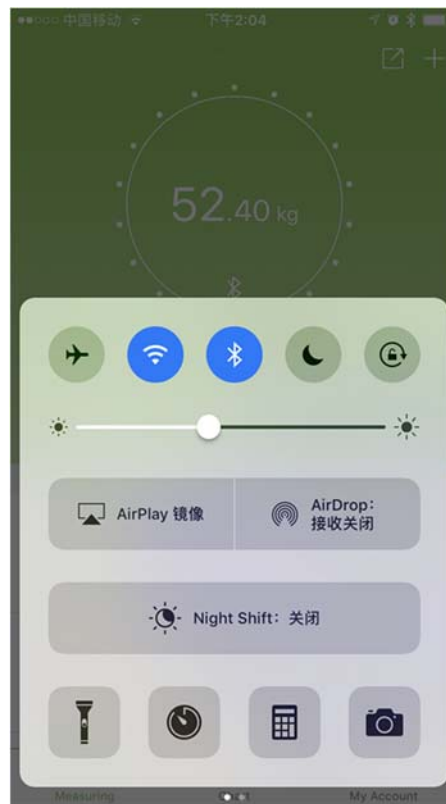 中国移动
下午2:04
52.40 kg
AirPlay 镜像
AirDrop：
接收关闭
Night Shift：关闭
Measuring
My Account